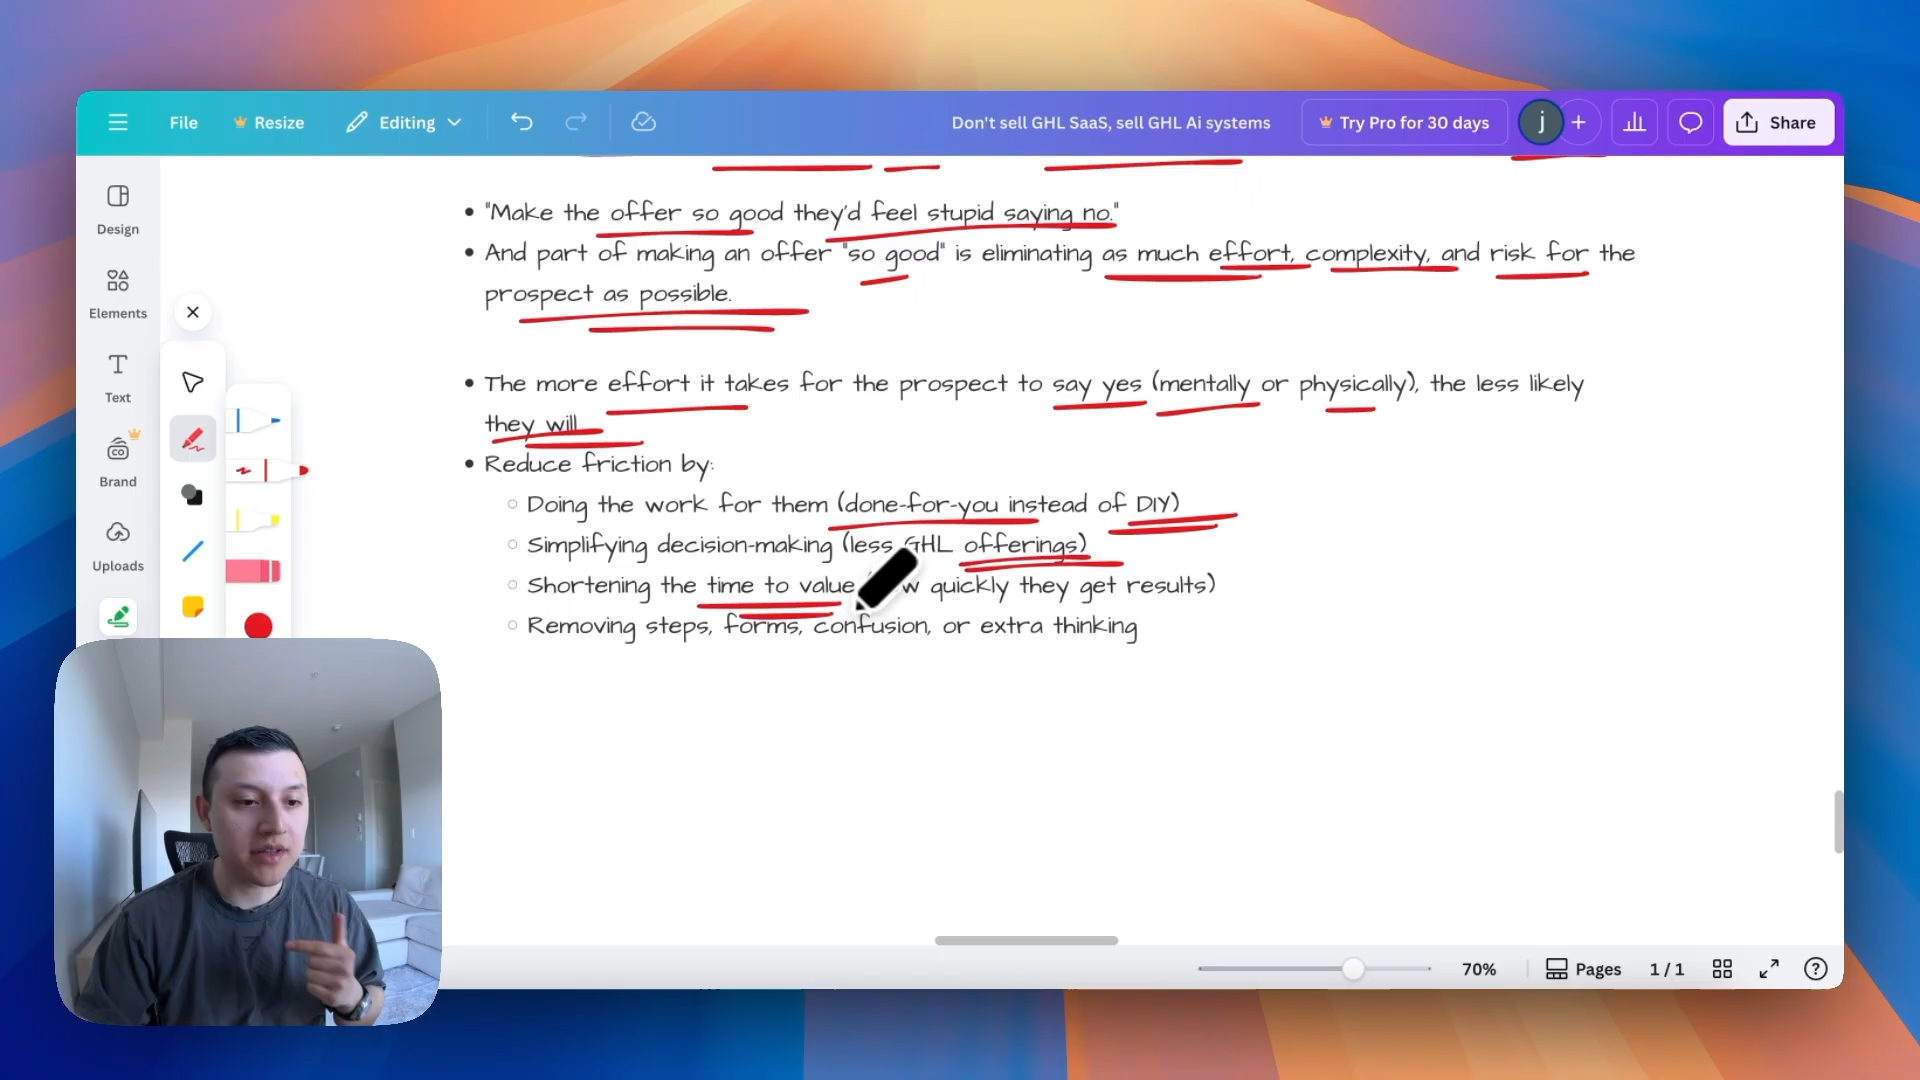 File
Resize
Editing
Don't sell GHL SaaS, sell GHL Ai systems
Try Pro for 30 days
j
+
Share
Design
Elements
Text
Brand
Uploads
• "Make the offer so good they'd feel stupid saying no."
• And part of making an offer "so good" is eliminating as much effort, complexity, and risk for the
prospect as possible.
• The more effort it takes for the prospect to say yes (mentally or physically), the less likely
they will
• Reduce friction by:
○ Doing the work for them (done-for-you instead of DIY)
○ Simplifying decision-making (less GHL offerings)
○ Shortening the time to value quickly they get results)
○ Removing steps, forms, confusion, or extra thinking
70%
Pages
1 / 1